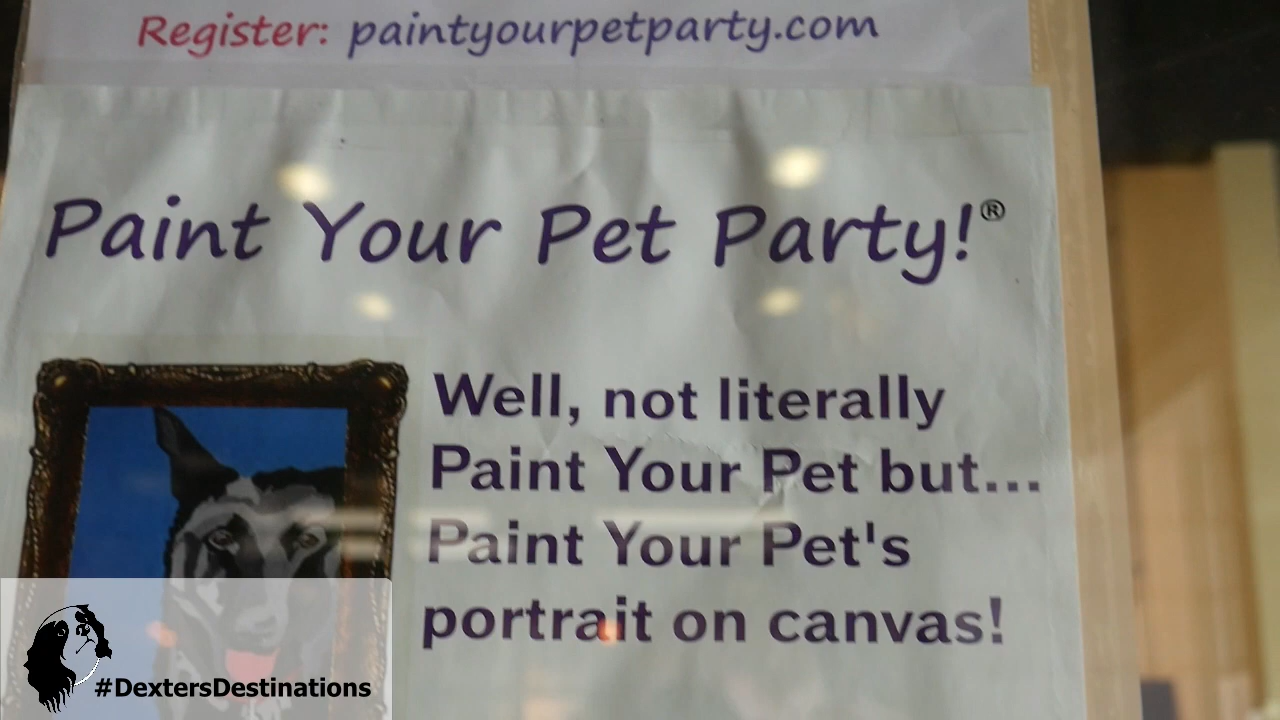 Register: paintyourpetparty.com
Paint Your Pet Party!®
Well, not literally
Paint Your Pet but...
Paint Your Pet's
portrait on canvas!
#DextersDestinations